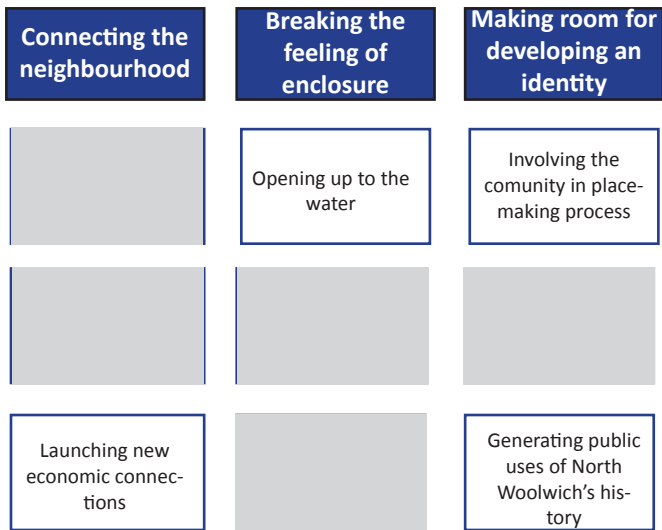 Connecting the
neighbourhood
Breaking the
feeling of
enclosure
Making room for
developing an
identity
Opening up to the
water
Involving the
comunity in place-
making process
Launching new
economic connec-
tions
Generating public
uses of North
Woolwich's his-
tory